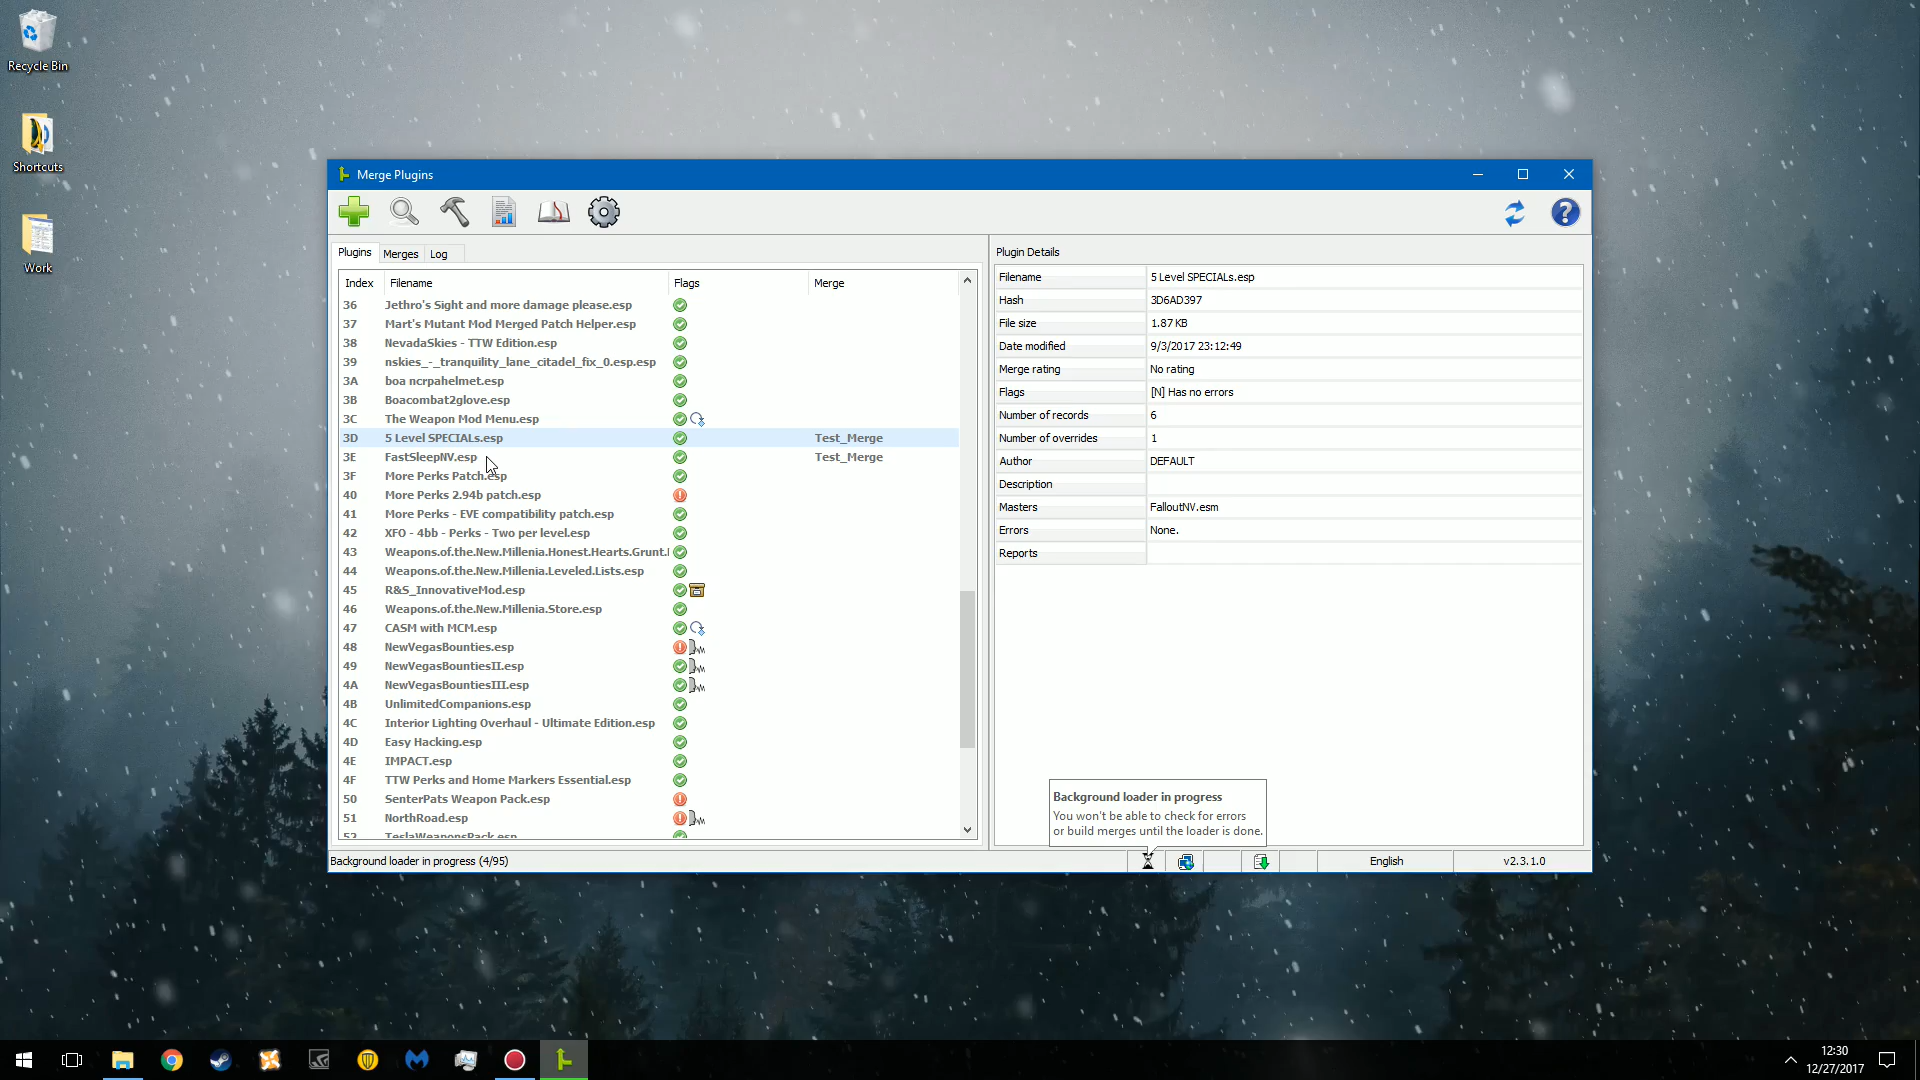 Recycle Bin
Shortcuts
Work
Merge Plugins
Plugins Merges Log
Index Filename Flags Merge
36 Jethro's Sight and more damage please.esp
37 Mart's Mutant Mod Merged Patch Helper.esp
38 NevadaSkies - TTW Edition.esp
39 nskies_-_tranquility_lane_citadel_fix_0.esp.esp
3A boa ncrpahelmet.esp
3B Boacombat2glove.esp
3C The Weapon Mod Menu.esp
3D 5 Level SPECIALs.esp Test_Merge
3E FastSleepNV.esp Test_Merge
3F More Perks Patch.esp
40 More Perks 2.94b patch.esp
41 More Perks - EVE compatibility patch.esp
42 XFO - 4bb - Perks - Two per level.esp
43 Weapons.of.the.New.Millenia.Honest.Hearts.Grunt.
44 Weapons.of.the.New.Millenia.Leveled.Lists.esp
45 R&S_InnovativeMod.esp
46 Weapons.of.the.New.Millenia.Store.esp
47 CASM with MCM.esp
48 NewVegasBounties.esp
49 NewVegasBountiesII.esp
4A NewVegasBountiesIII.esp
4B UnlimitedCompanions.esp
4C Interior Lighting Overhaul - Ultimate Edition.esp
4D Easy Hacking.esp
4E IMPACT.esp
4F TTW Perks and Home Markers Essential.esp
50 SenterPats Weapon Pack.esp
51 NorthRoad.esp
52 TeslaWeaponsPack.esp
Plugin Details
Filename 5 Level SPECIALs.esp
Hash 3D6AD397
File size 1.87 KB
Date modified 9/3/2017 23:12:49
Merge rating No rating
Flags [N] Has no errors
Number of records 6
Number of overrides 1
Author DEFAULT
Description
Masters FalloutNV.esm
Errors None.
Reports
Background loader in progress
You won't be able to check for errors
or build merges until the loader is done.
Background loader in progress (4/95) English v2.3.1.0
12:30
12/27/2017